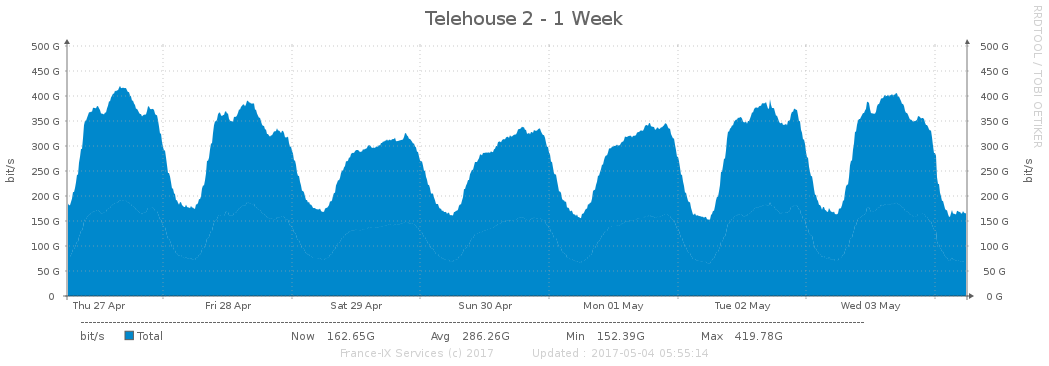 Telehouse 2 - 1 Week
RRDTOOL / TOBI OETIKER
500 G 500 G
450 G 450 G
400 G 400 G
350 G 350 G
300 G 300 G
250 G 250 G
200 G 200 G
150 G 150 G
100 G 100 G
50 G 50 G
0 0 G
bit/s
bit/s
Thu 27 Apr Fri 28 Apr Sat 29 Apr Sun 30 Apr Mon 01 May Tue 02 May Wed 03 May
bit/s Total Now 162.65G Avg 286.26G Min 152.39G Max 419.78G
France-IX Services (c) 2017 Updated : 2017-05-04 05:55:14